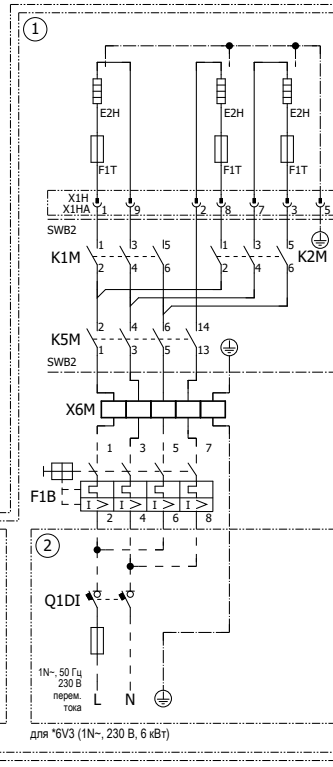 1
E2H E2H E2H
F1T F1T F1T
X1H
X1HA 1 9 2 8 7 3 5
SWB2
1 3 5 1 3 5
K1M K2M
2 4 6 2 4 6
2 4 6 14
K5M
1 3 5 13
SWB2
X6M
1 3 5 7
F1B
I > I > I > I >
2 4 6 8
2
Q1DI
1N~, 50 Гц
230 В
перем.
тока
L N
для *6V3 (1N~, 230 В, 6 кВт)